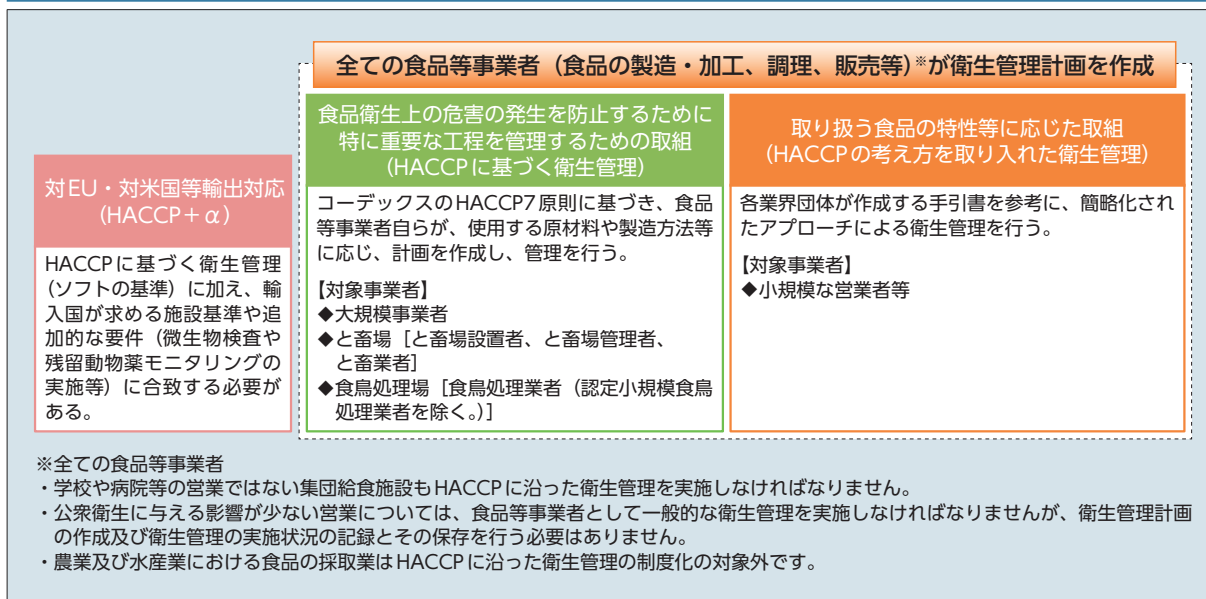 全ての食品等事業者（食品の製造・加工、調理、販売等）※が衛生管理計画を作成
対EU・対米国等輸出対応
（HACCP＋α）
HACCPに基づく衛生管理
（ソフトの基準）に加え、輸
入国が求める施設基準や追
加的な要件（微生物検査や
残留動物薬モニタリングの
実施等）に合致する必要が
ある。
食品衛生上の危害の発生を防止するために
特に重要な工程を管理するための取組
（HACCPに基づく衛生管理）
コーデックスのHACCP7原則に基づき、食品
等事業者自らが、使用する原材料や製造方法等
に応じ、計画を作成し、管理を行う。
【対象事業者】
◆大規模事業者
◆と畜場［と畜場設置者、と畜場管理者、
と畜業者］
◆食鳥処理場［食鳥処理業者（認定小規模食鳥
処理業者を除く。）］
取り扱う食品の特性等に応じた取組
（HACCPの考え方を取り入れた衛生管理）
各業界団体が作成する手引書を参考に、簡略化され
たアプローチによる衛生管理を行う。
【対象事業者】
◆小規模な営業者等
※全ての食品等事業者
・学校や病院等の営業ではない集団給食施設もHACCPに沿った衛生管理を実施しなければなりません。
・公衆衛生に与える影響が少ない営業については、食品等事業者として一般的な衛生管理を実施しなければなりませんが、衛生管理計画
の作成及び衛生管理の実施状況の記録とその保存を行う必要はありません。
・農業及び水産業における食品の採取業はHACCPに沿った衛生管理の制度化の対象外です。